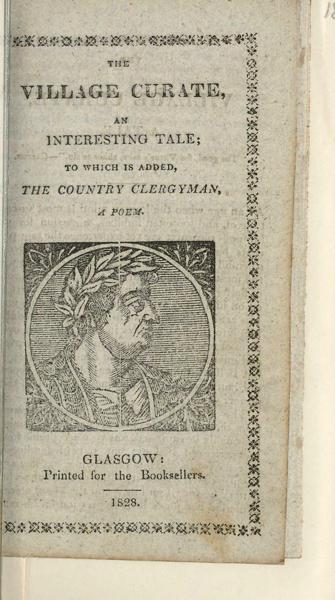 THE
VILLAGE CURATE,
AN
INTERESTING TALE;
TO WHICH IS ADDED,
THE COUNTRY CLERGYMAN,
A POEM.
GLASGOW:
Printed for the Booksellers.
1828.